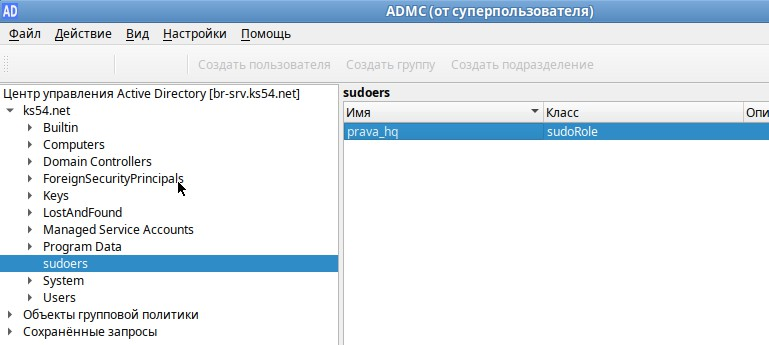 AD ADMC (от суперпользователя)
Файл Действие Вид Настройки Помощь
Создать пользователя Создать группу Создать подразделение
Центр управления Active Directory [br-srv.ks54.net]
ks54.net
Builtin
Computers
Domain Controllers
ForeignSecurityPrincipals
Keys
LostAndFound
Managed Service Accounts
Program Data
sudoers
System
Users
Объекты групповой политики
Сохранённые запросы
sudoers
Имя Класс Опи
prava_hq sudoRole